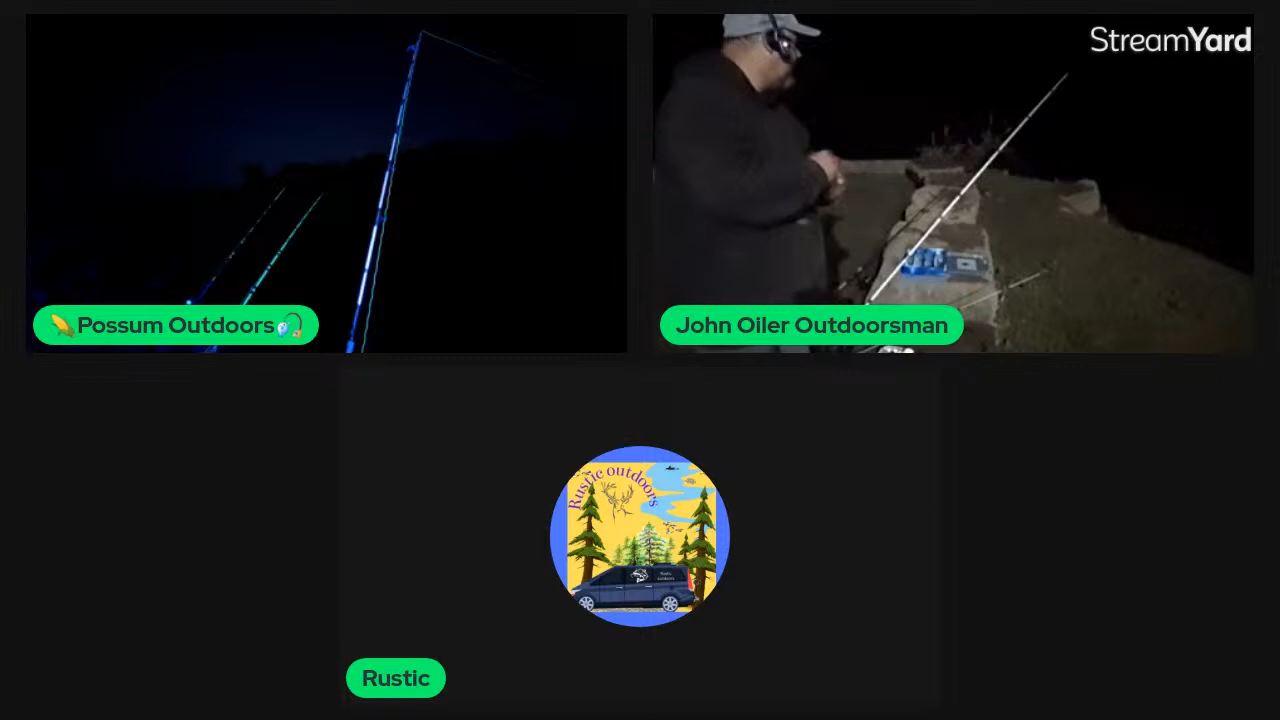 StreamYard
🌽Possum Outdoors🎣
John Oiler Outdoorsman
Rustic outdoors
Rustic